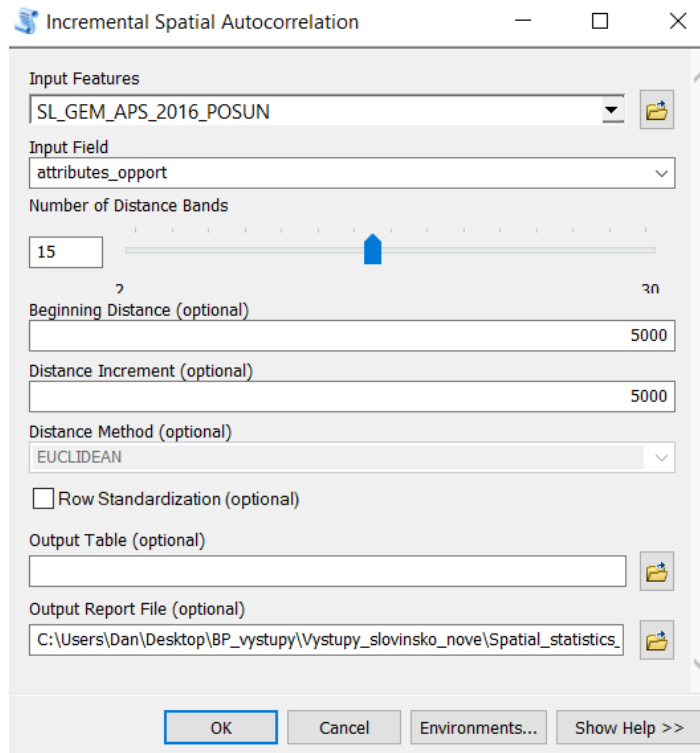 Incremental Spatial Autocorrelation
Input Features
SL_GEM_APS_2016_POSUN
Input Field
attributes_opport
Number of Distance Bands
15
2 30
Beginning Distance (optional)
5000
Distance Increment (optional)
5000
Distance Method (optional)
EUCLIDEAN
Row Standardization (optional)
Output Table (optional)
Output Report File (optional)
C:\Users\Dan\Desktop\BP_vystupy\Vystupy_slovinsko_nove\Spatial_statistics_
OK Cancel Environments... Show Help >>